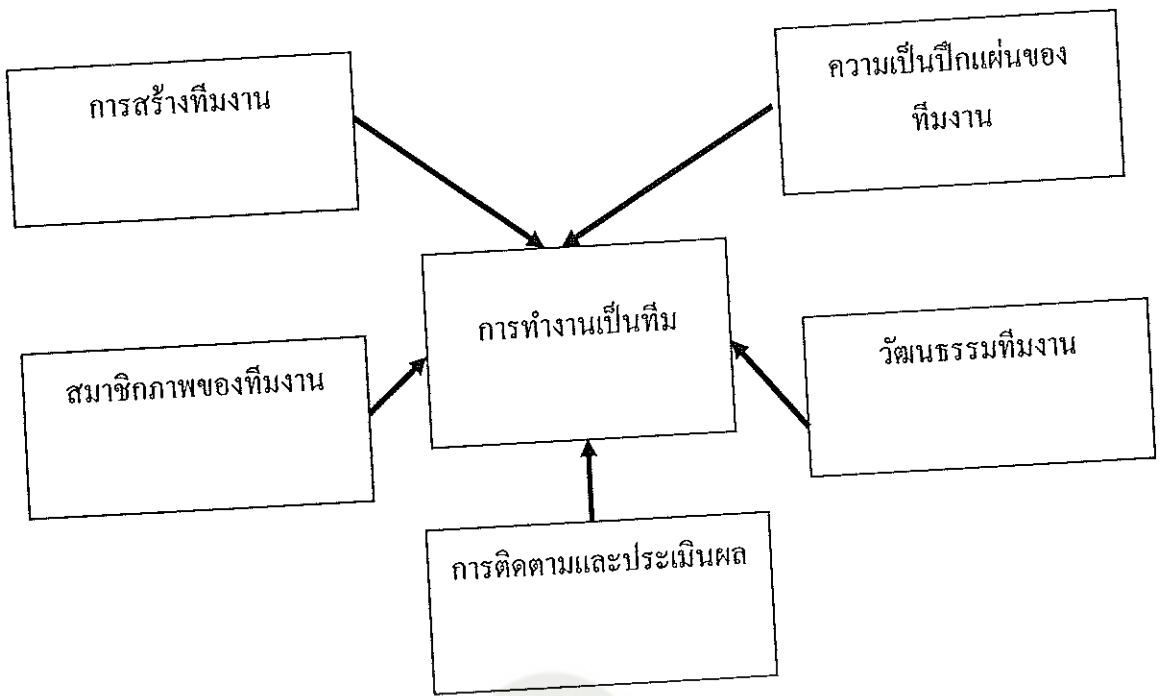 การสร้างทีมงาน
ความเป็นปึกแผ่นของ
ทีมงาน
การทำงานเป็นทีม
สมาชิกภาพของทีมงาน
วัฒนธรรมทีมงาน
การติดตามและประเมินผล